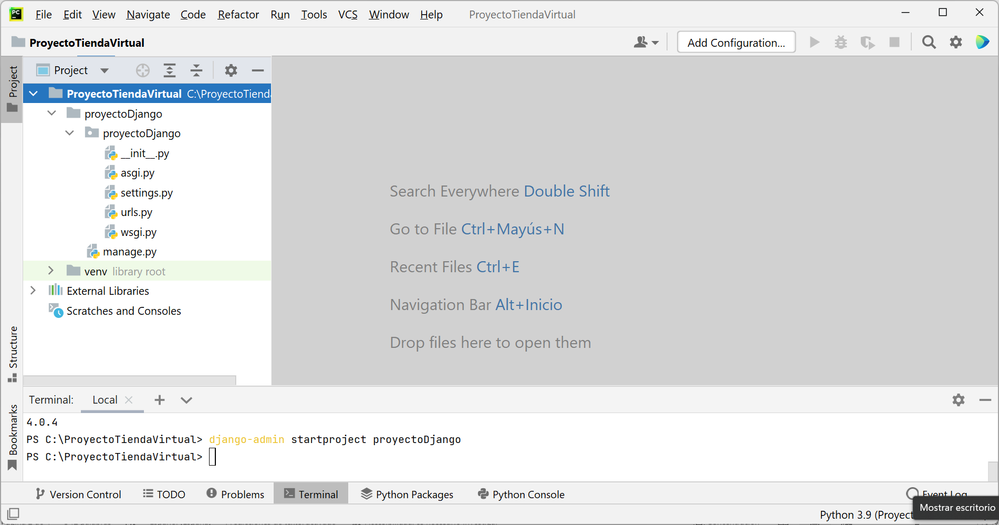 PC
File Edit View Navigate Code Refactor Run Tools VCS Window Help ProyectoTiendaVirtual
ProyectoTiendaVirtual
Add Configuration...
Project
Project
ProyectoTiendaVirtual C:\ProyectoTienda
proyectoDjango
proyectoDjango
__init__.py
asgi.py
settings.py
urls.py
wsgi.py
manage.py
venv library root
External Libraries
Scratches and Consoles
Search Everywhere Double Shift
Go to File Ctrl+Mayús+N
Recent Files Ctrl+E
Navigation Bar Alt+Inicio
Drop files here to open them
Structure
Bookmarks
Terminal: Local
4.0.4
PS C:\ProyectoTiendaVirtual> django-admin startproject proyectoDjango
PS C:\ProyectoTiendaVirtual>
Version Control TODO Problems Terminal Python Packages Python Console Event Log
Python 3.9 (Proyect
Mostrar escritorio